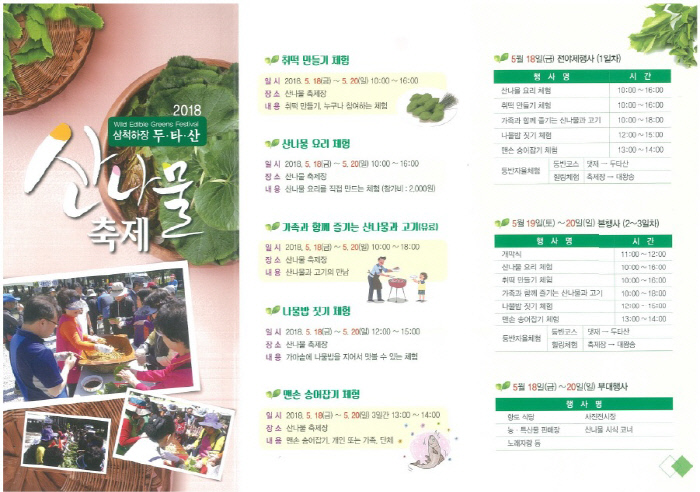 2018
Wild Edible Greens Festival
삼척하장 두·타·산
산나물
축제
취떡 만들기 체험
일 시 2018. 5. 18(금) ~ 5. 20(일) 10:00 ~ 16:00
장 소 산나물 축제장
내 용 취떡 만들기, 누구나 참여하는 체험
산나물 요리 체험
일 시 2018. 5. 18(금) ~ 5. 20(일) 10:00 ~ 16:00
장 소 산나물 축제장
내 용 산나물 요리를 직접 만드는 체험 (참가비 : 2,000원)
가족과 함께 즐기는 산나물과 고기(유료)
일 시 2018. 5. 18(금) ~ 5. 20(일) 10:00 ~ 18:00
장 소 산나물 축제장
내 용 산나물과 고기의 만남
나물밥 짓기 체험
일 시 2018. 5. 18(금) ~ 5. 20(일) 12:00 ~ 15:00
장 소 산나물 축제장
내 용 가마솥에 나물밥을 지어서 맛볼 수 있는 체험
맨손 숭어잡기 체험
일 시 2018. 5. 18(금) ~ 5. 20(일) 3일간 13:00 ~ 14:00
장 소 산나물 축제장
내 용 맨손 숭어잡기, 개인 또는 가족, 단체
5월 18일(금) 전야제행사 (1일차)
행 사 명 시 간
산나물 요리 체험 10:00 ~ 16:00
취떡 만들기 체험 10:00 ~ 16:00
가족과 함께 즐기는 산나물과 고기 10:00 ~ 18:00
나물밥 짓기 체험 12:00 ~ 15:00
맨손 숭어잡기 체험 13:00 ~ 14:00
등반자율체험 등반코스 댓재 → 두타산
힐링체험 축제장 → 대왕송
5월 19일(토) ~ 20일(일) 본행사 (2~3일차)
행 사 명 시 간
개막식 11:00 ~ 12:00
산나물 요리 체험 10:00 ~ 16:00
취떡 만들기 체험 10:00 ~ 16:00
가족과 함께 즐기는 산나물과 고기 10:00 ~ 18:00
나물밥 짓기 체험 12:00 ~ 15:00
맨손 숭어잡기 체험 13:00 ~ 14:00
등반자율체험 등반코스 댓재 → 두타산
힐링체험 축제장 → 대왕송
5월 18일(금) ~ 20일(일) 부대행사
행 사 명
향토 식당 사진전시장
농·특산물 판매장 산나물 시식 코너
노래자랑 등